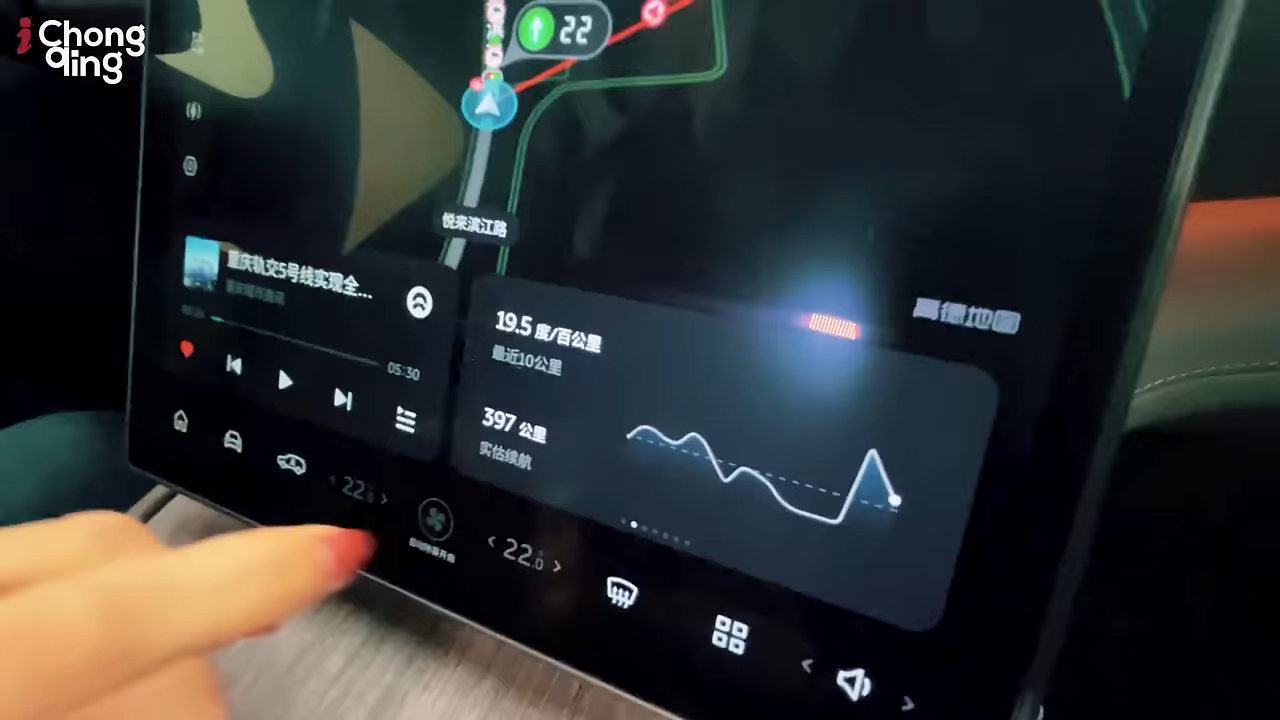 iChongqing
22
悦来滨江路
重庆轨交5号线实现全...
05:30
19.5 度/百公里
最近10公里
397 公里
实估续航
高德地图
22
22.0